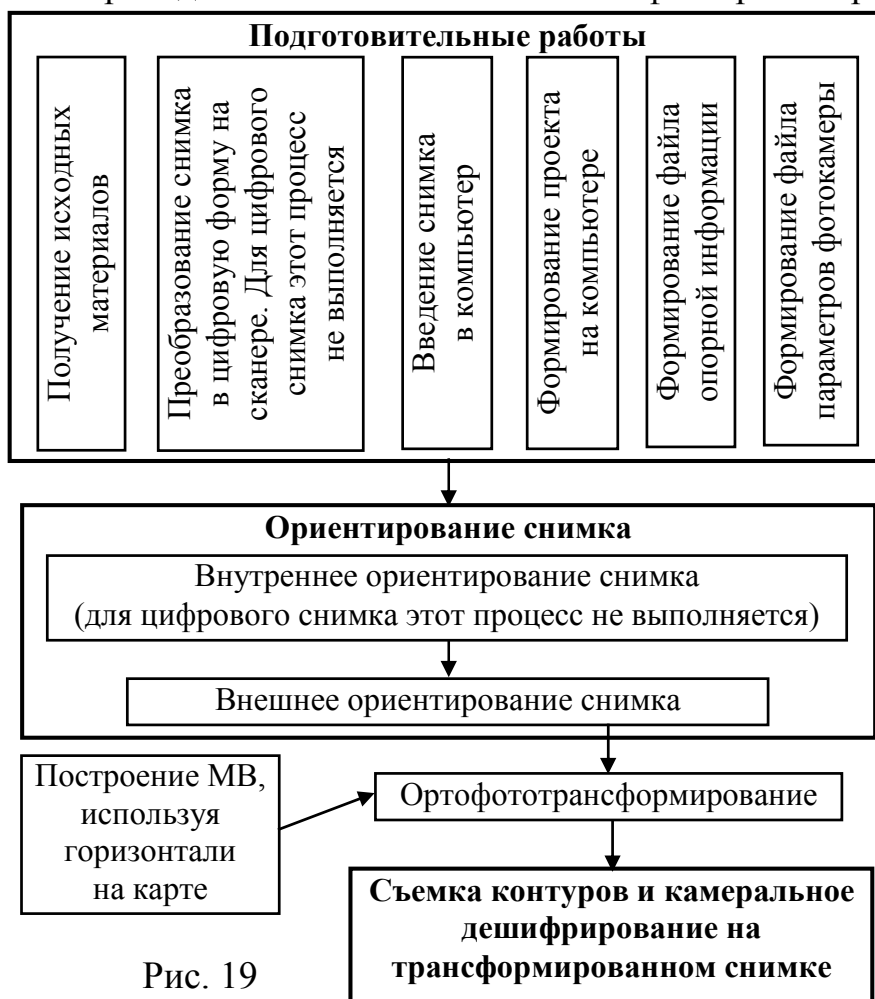 Подготовительные работы
Получение исходных
материалов
Преобразование снимка
в цифровую форму на
сканере. Для цифрового
снимка этот процесс
не выполняется
Введение снимка
в компьютер
Формирование проекта
на компьютере
Формирование файла
опорной информации
Формирование файла
параметров фотокамеры
Ориентирование снимка
Внутреннее ориентирование снимка
(для цифрового снимка этот процесс не выполняется)
Внешнее ориентирование снимка
Построение МВ,
используя
горизонтали
на карте
Ортофототрансформирование
Съемка контуров и камеральное
дешифрирование на
трансформированном снимке
Рис. 19